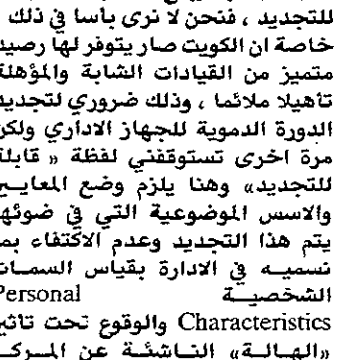 للتجديد ، فنحن لا نرى بأسا في ذلك
خاصة ان الكويت صار يتوفر لها رصيد
متميز من القيادات الشابة والمؤهلة
تأهيلا ملائما ، وذلك ضروري لتجديد
الدورة الدموية للجهاز الاداري ولكن
مرة اخرى تستوقفني لفظة « قابلة
للتجديد» وهنا يلزم وضع المعايير
والاسس الموضوعية التي في ضوئها
يتم هذا التجديد وعدم الاكتفاء بما
نسميه في الادارة بقياس السمات
الشخصية Personal
Characteristics والوقوع تحت تاثير
«الهالة» الناشئة عن المركز